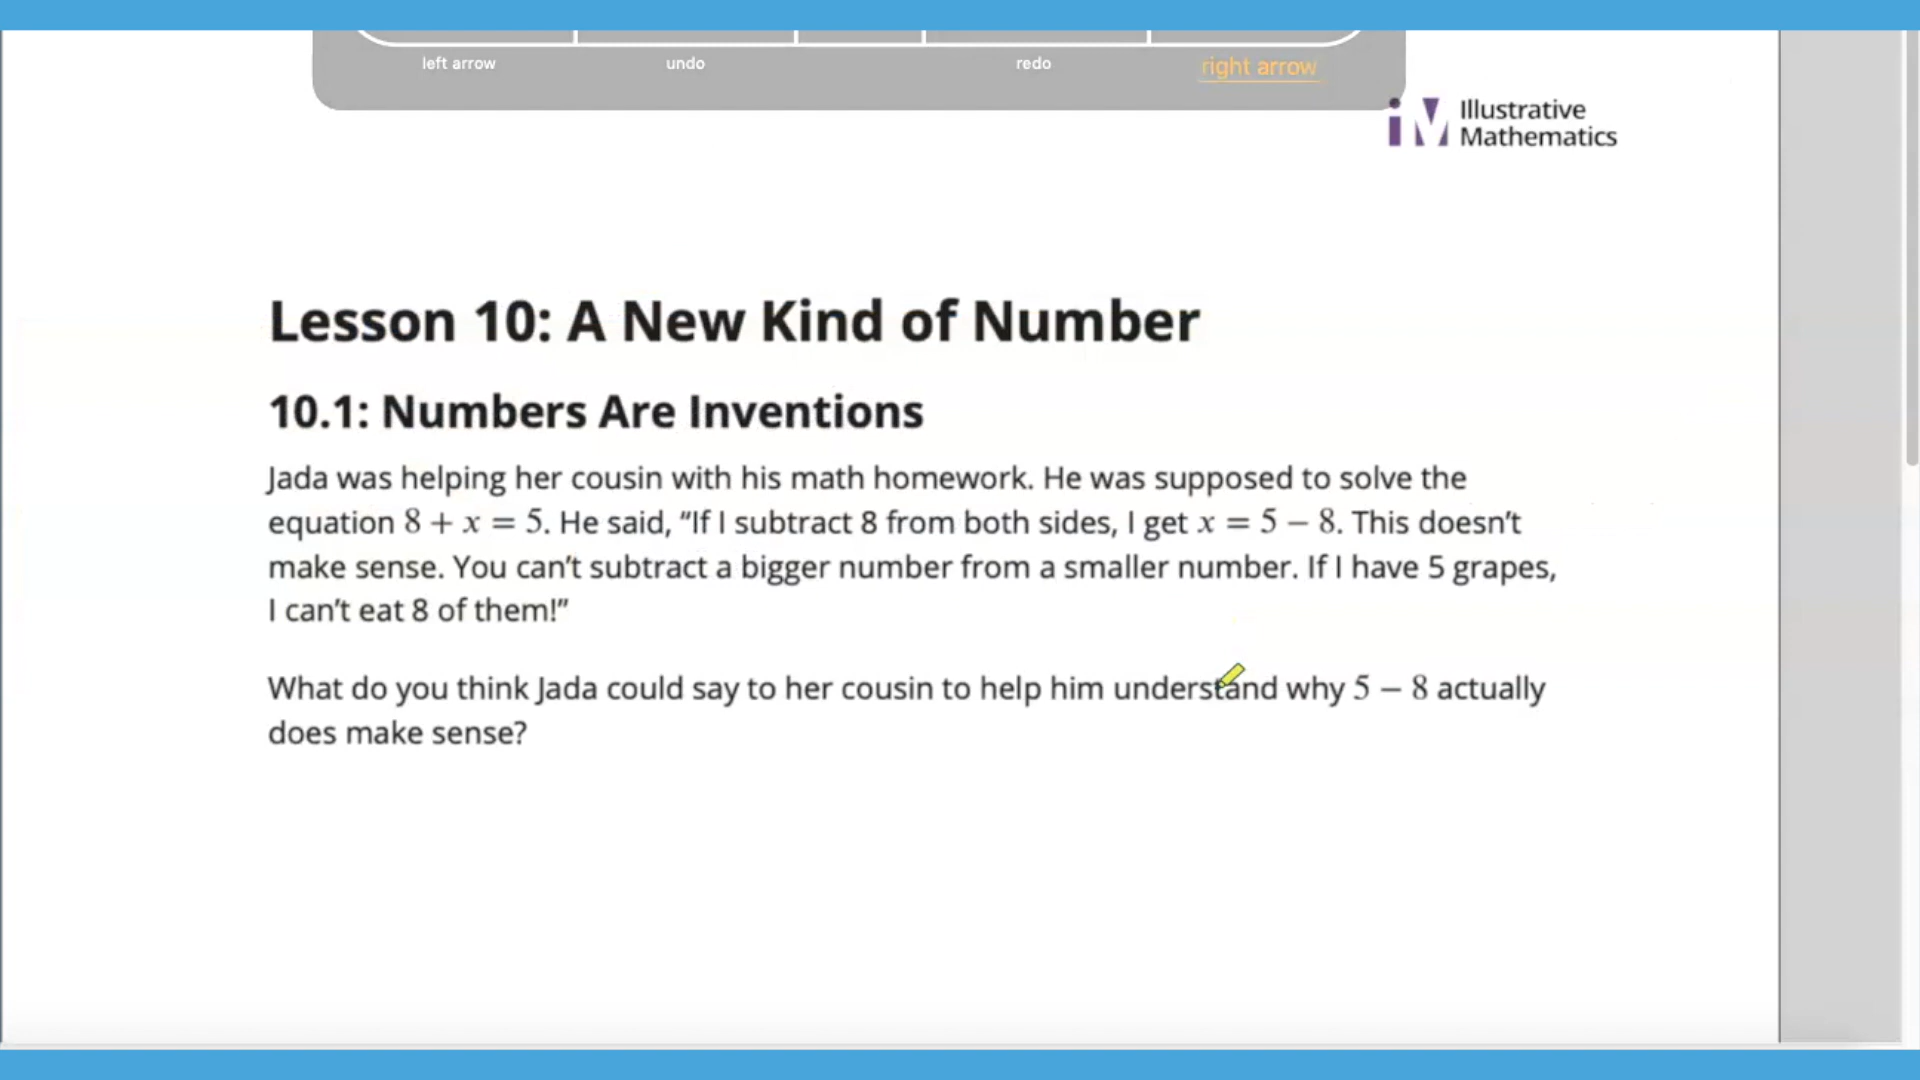 left arrow
undo
redo
right arrow
Illustrative
Mathematics
Lesson 10: A New Kind of Number
10.1: Numbers Are Inventions
Jada was helping her cousin with his math homework. He was supposed to solve the
equation 8 + x = 5. He said, “If I subtract 8 from both sides, I get x = 5 − 8. This doesn’t
make sense. You can’t subtract a bigger number from a smaller number. If I have 5 grapes,
I can’t eat 8 of them!”
What do you think Jada could say to her cousin to help him understand why 5 − 8 actually
does make sense?